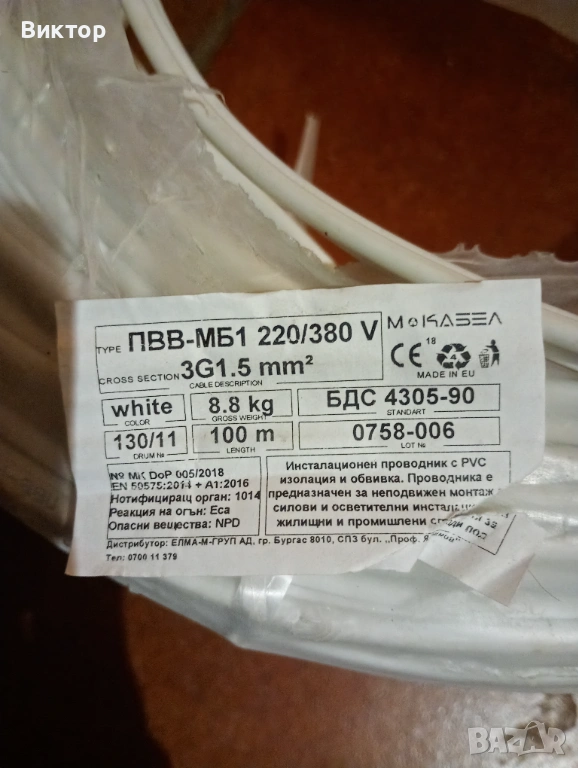 Виктор
TYPE ПВВ-МБ1 220/380 V
CROSS SECTION 3G1.5 mm²
CABLE DESCRIPTION
M KABEL
CE 18
MADE IN EU
white 8.8 kg БДС 4305-90
COLOR GROSS WEIGHT STANDART
130/11 100 m 0758-006
DRUM № LENGTH LOT №
№ MK DoP 005/2018
EN 50575:2014 + A1:2016
Нотифициращ орган: 1014
Реакция на огън: Eca
Опасни вещества: NPD
Инсталационен проводник с PVC
изолация и обвивка. Проводника е
предназначен за неподвижен монтаж
силови и осветителни
жилищни и промишлени
Дистрибутор: ЕЛМА-М-ГРУП АД, гр. Бургас 8010, СПЗ бул. „Проф.
Тел: 0700 11 379
BAZAR